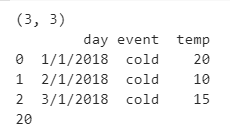 (3, 3)
day event temp
0 1/1/2018 cold 20
1 2/1/2018 cold 10
2 3/1/2018 cold 15
20